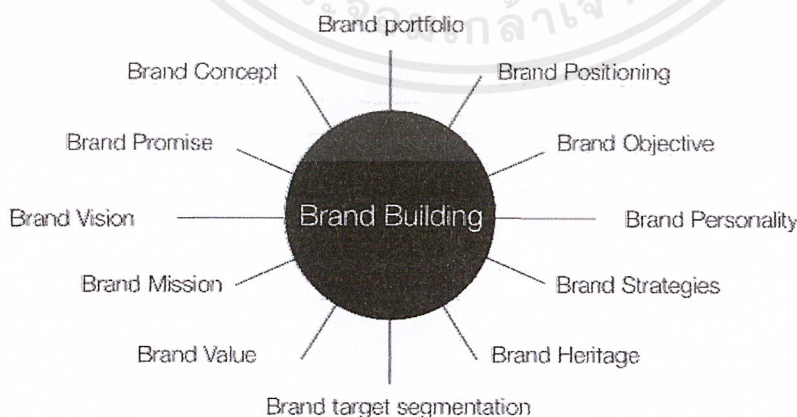 Brand portfolio
Brand Concept
Brand Positioning
Brand Promise
Brand Objective
Brand Vision
Brand Building
Brand Personality
Brand Mission
Brand Strategies
Brand Value
Brand Heritage
Brand target segmentation